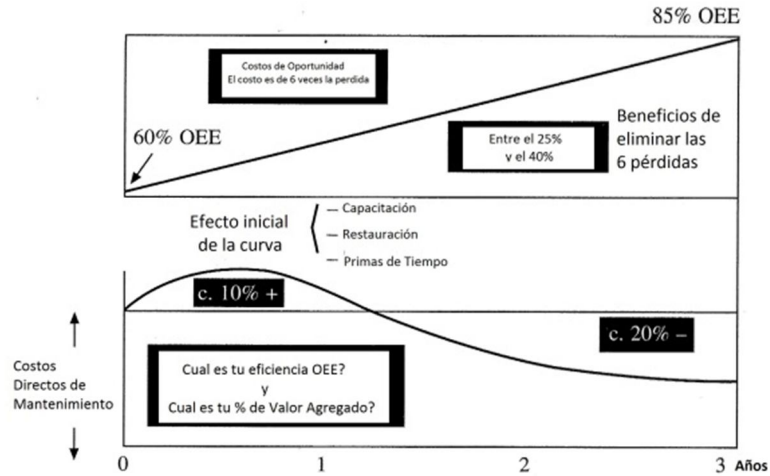 85% OEE
Costos de Oportunidad
El costo es de 6 veces la perdida
60% OEE
Entre el 25%
y el 40%
Beneficios de
eliminar las
6 pérdidas
Efecto inicial
de la curva
— Capacitación
— Restauración
— Primas de Tiempo
c. 10% +
c. 20% –
Costos
Directos de
Mantenimiento
Cual es tu eficiencia OEE?
y
Cual es tu % de Valor Agregado?
0 1 2 3 Años